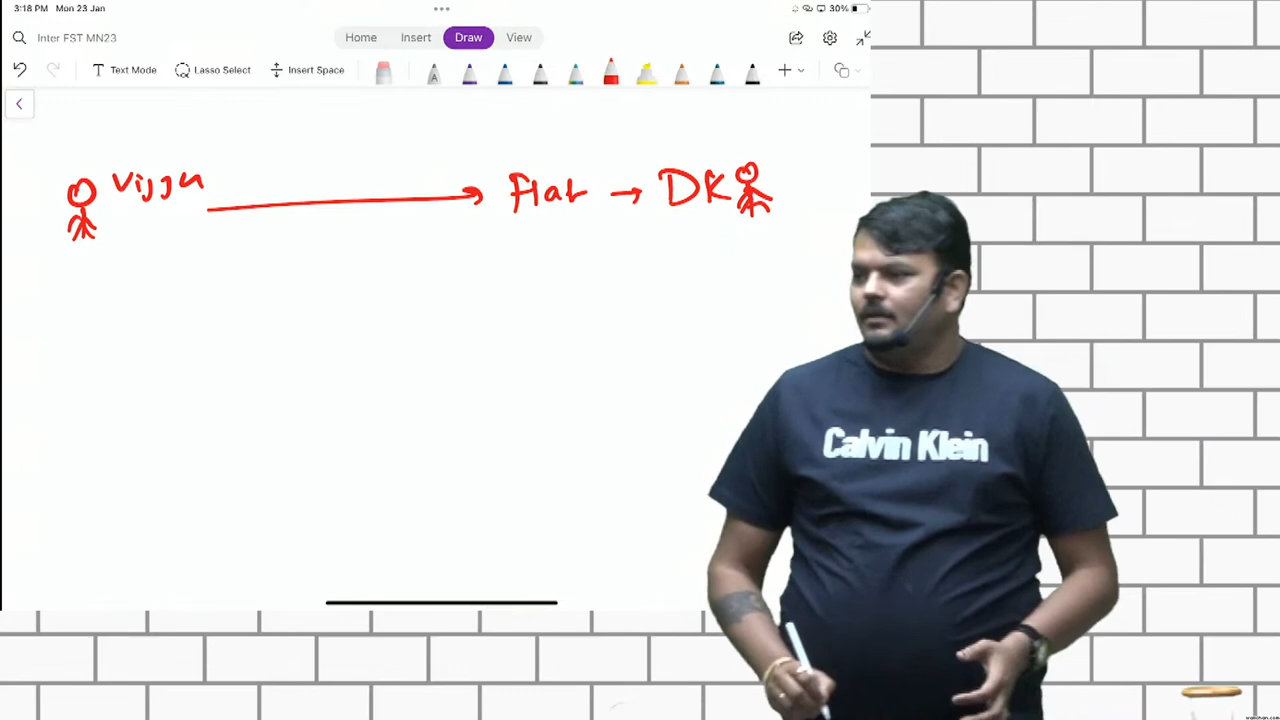 3:18 PM Mon 23 Jan
30%
Inter FST MN23
Home Insert Draw View
Text Mode Lasso Select Insert Space
A
Flat → DK
Calvin Klein